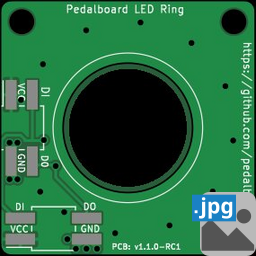 Pedalboard LED Ring
https://github.com/pedalb
VCC DI
GND DO
DI DO
VCC GND
PCB: v1.1.0-RC1
.jpg